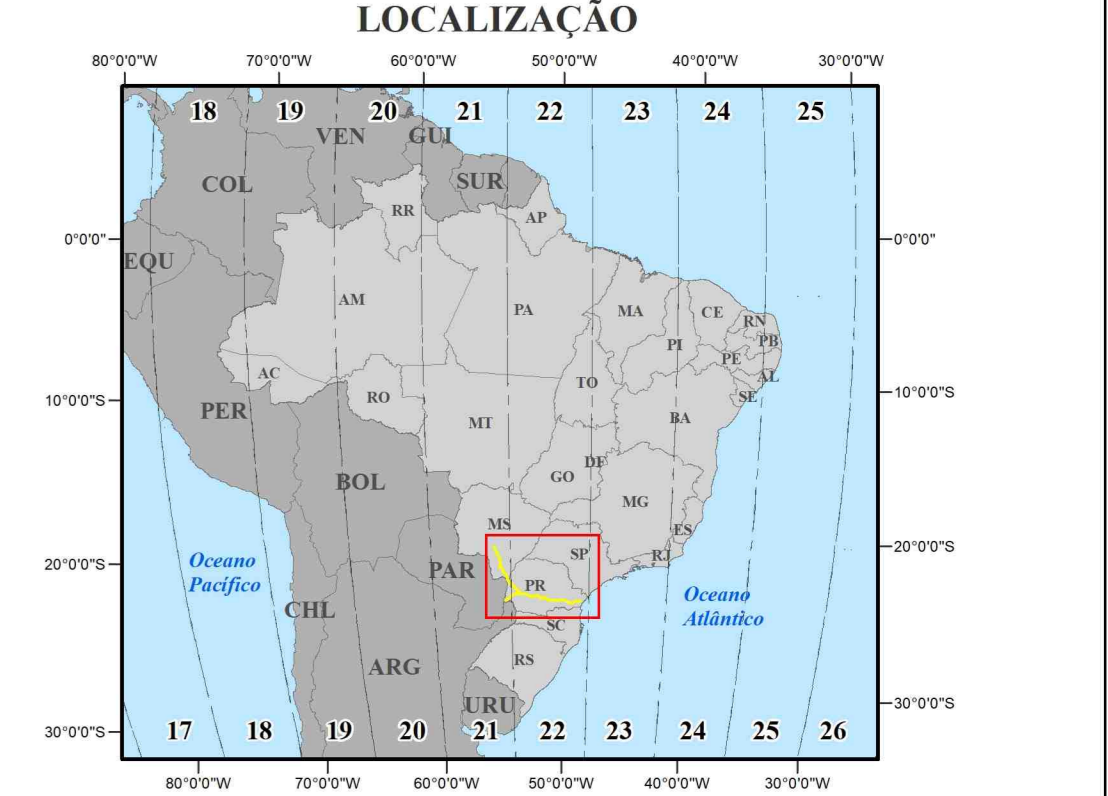 LOCALIZAÇÃO
80°0'0"W 70°0'0"W 60°0'0"W 50°0'0"W 40°0'0"W 30°0'0"W
18 19 20 21 22 23 24 25
VEN GUI
COL SUR
RR AP
0°0'0" 0°0'0"
EQU
AM PA MA CE RN
PI PB
PE
AC TO AL
RO SE
10°0'0"S 10°0'0"S
PER MT BA
DF
BOL GO
MG
MS ES
SP RJ 20°0'0"S
20°0'0"S
Oceano
Pacífico
PAR PR
Oceano
Atlântico
CHL SC
ARG RS
URU 30°0'0"S
30°0'0"S
17 18 19 20 21 22 23 24 25 26
80°0'0"W 70°0'0"W 60°0'0"W 50°0'0"W 40°0'0"W 30°0'0"W